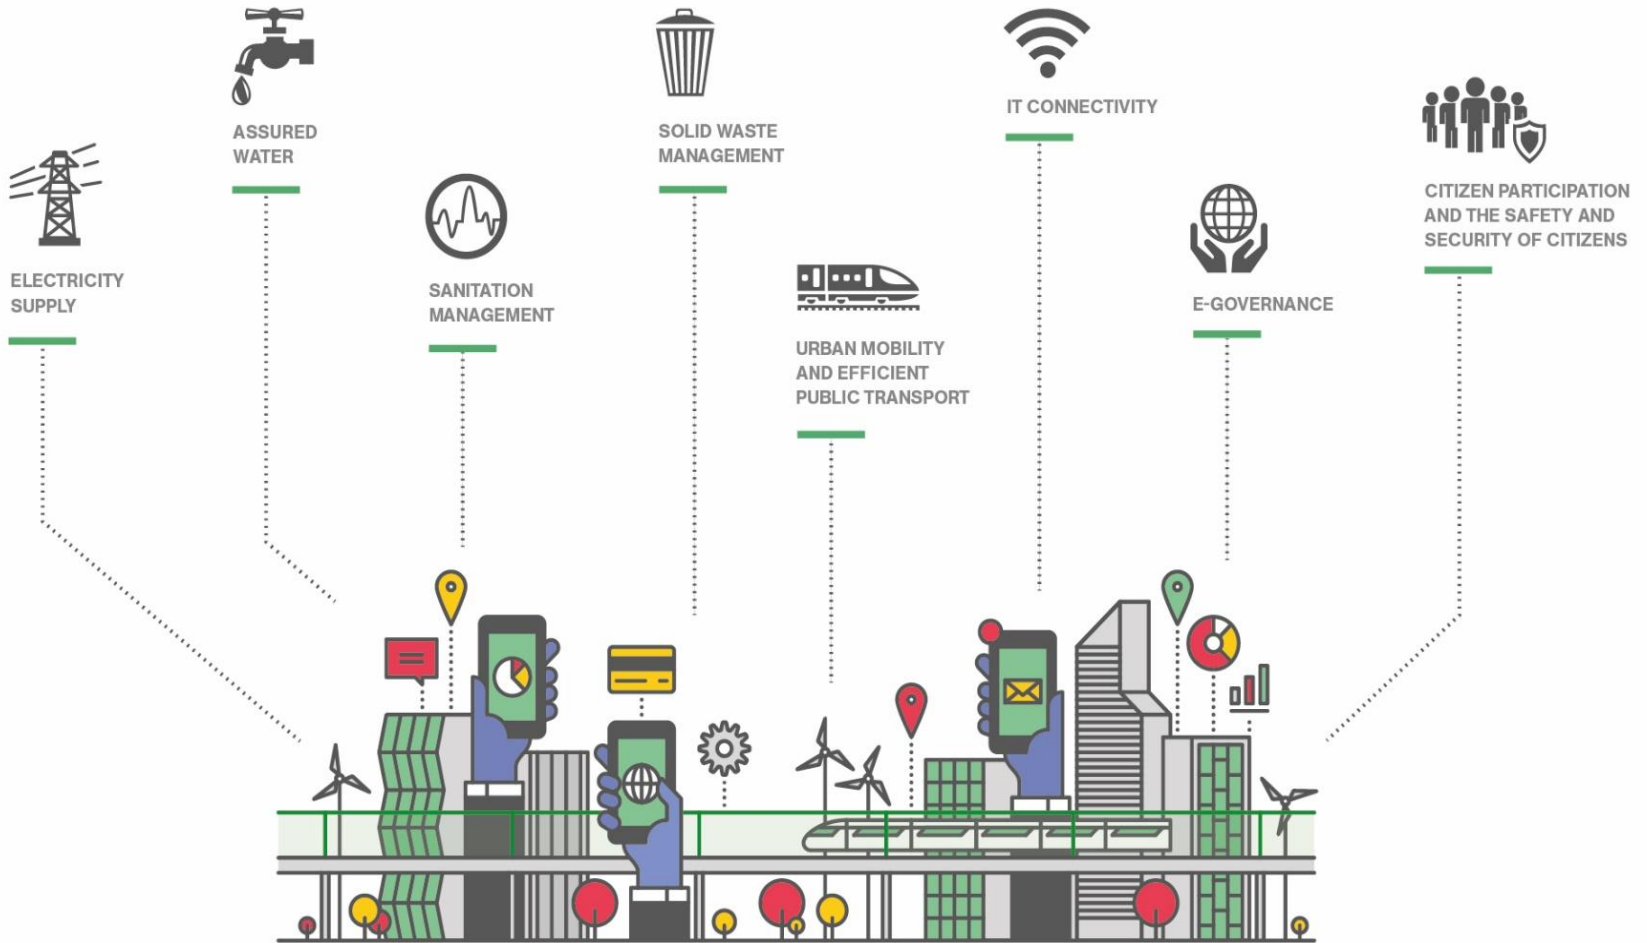 ELECTRICITY
SUPPLY
ASSURED
WATER
SANITATION
MANAGEMENT
SOLID WASTE
MANAGEMENT
URBAN MOBILITY
AND EFFICIENT
PUBLIC TRANSPORT
IT CONNECTIVITY
E-GOVERNANCE
CITIZEN PARTICIPATION
AND THE SAFETY AND
SECURITY OF CITIZENS